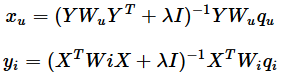 x_u = (YW_uY^T + λI)^{-1}YW_uq_u
y_i = (X^TWiX + λI)^{-1}X^TW_iq_i